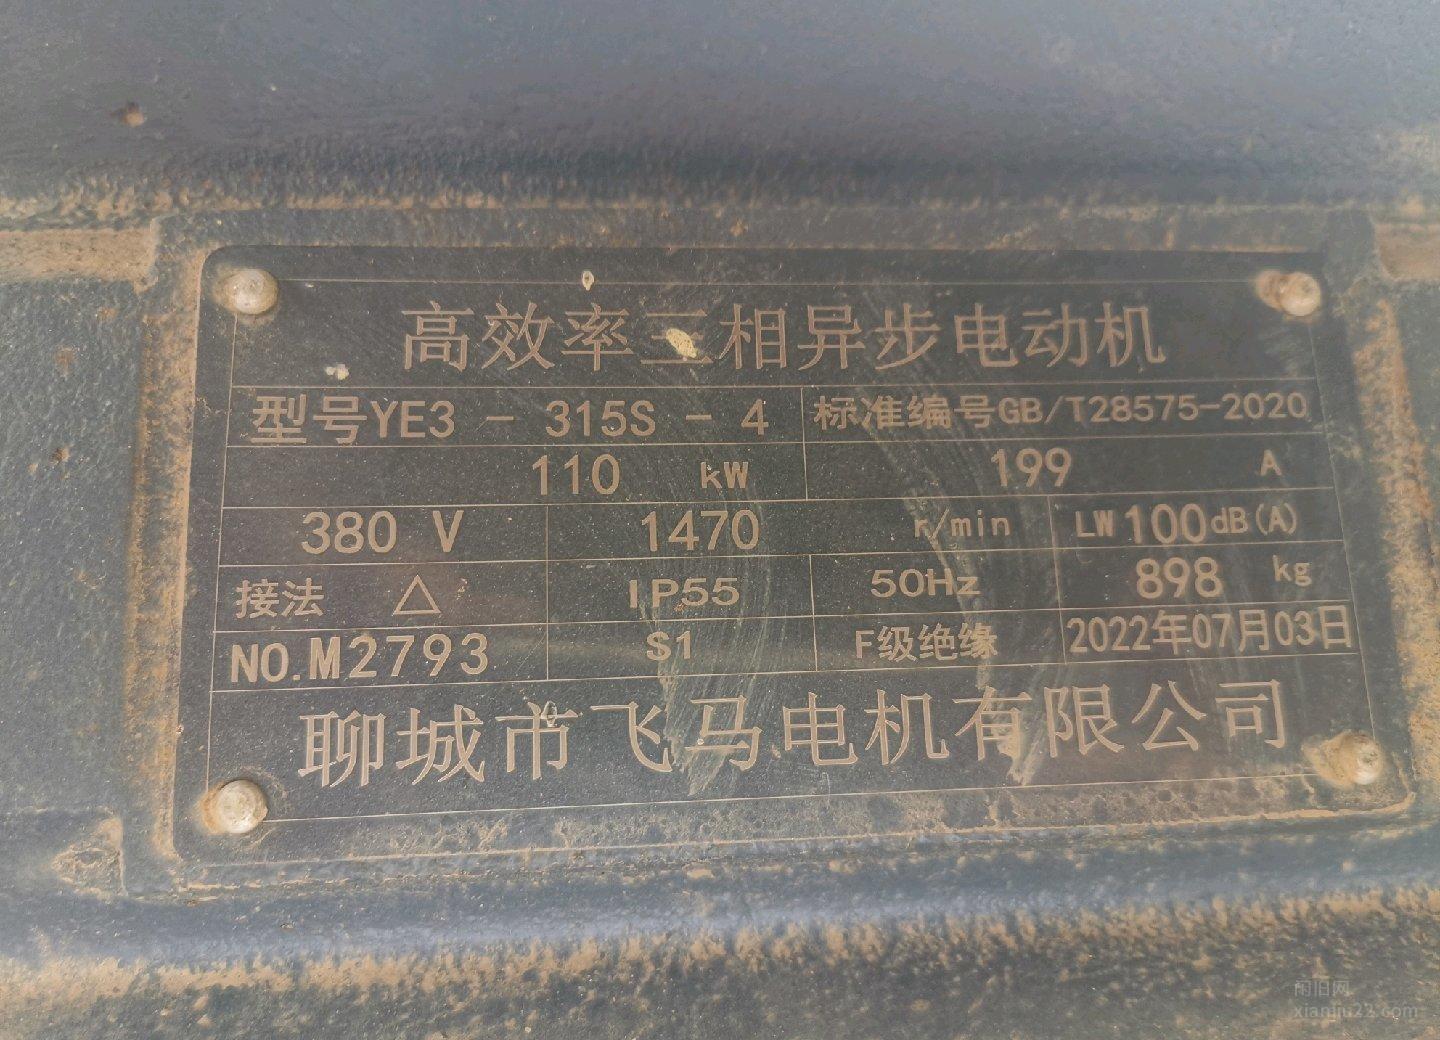 高效率三相异步电动机
型号YE3 - 315S - 4 标准编号GB/T28575-2020
110 kW 199 A
380 V 1470 r/min LW 100dB(A)
接法 △ IP55 50Hz 898 kg
NO.M2793 S1 F级绝缘 2022年07月03日
聊城市飞马电机有限公司
闲旧网
xianjiu22.com